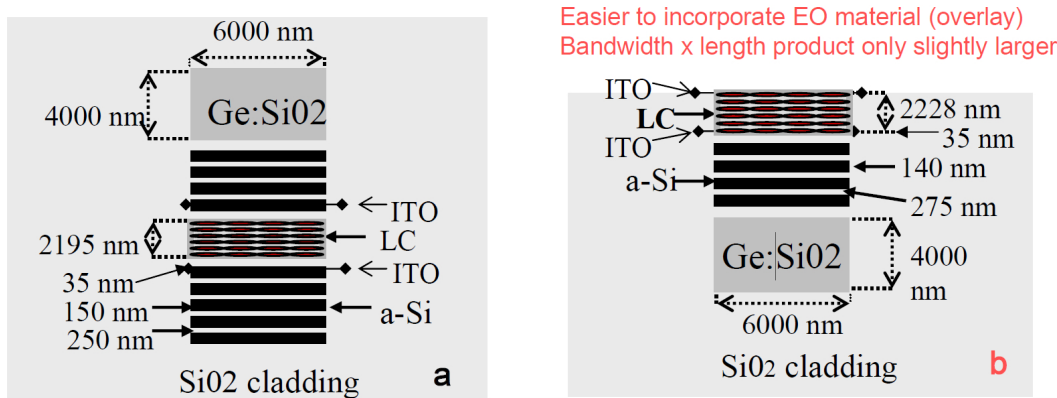 6000 nm
4000 nm
Ge:Si02
ITO
2195 nm
LC
35 nm
ITO
150 nm
a-Si
250 nm
Si02 cladding
a
Easier to incorporate EO material (overlay)
Bandwidth x length product only slightly larger
ITO
LC
2228 nm
ITO
35 nm
140 nm
a-Si
275 nm
Ge:Si02
4000
nm
6000 nm
Si02 cladding
b